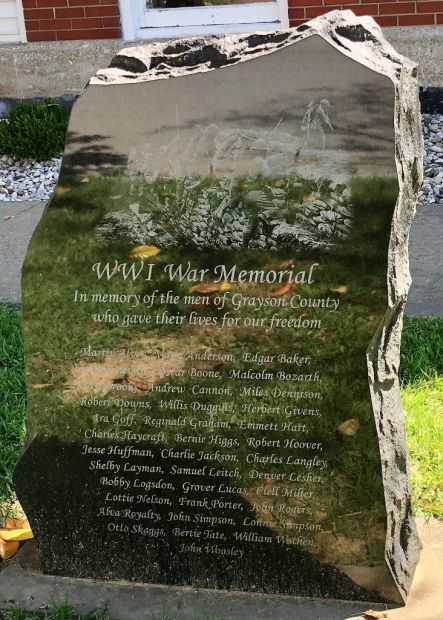 WWI War Memorial
In memory of the men of Grayson County
who gave their lives for our freedom
Anderson, Edgar Baker,
Boone, Malcolm Bozarth,
Andrew Cannon, Miles Dennison,
Robert Downs, Willis Duggins, Herbert Givens,
Ira Goff, Reginald Graham, Emmett Hart,
Charles Haycraft, Bernie Higgs, Robert Hoover,
Jesse Huffman, Charlie Jackson, Charles Langley,
Shelby Layman, Samuel Leitch, Denver Lesher,
Bobby Logsdon, Grover Lucas, Miller,
Lottie Nelson, Frank Porter, John Rogers,
Alva Royalty, John Simpson, Lonnie Simpson,
Otto Skaggs, Bertie Tate, William Wathen,
John Woosley